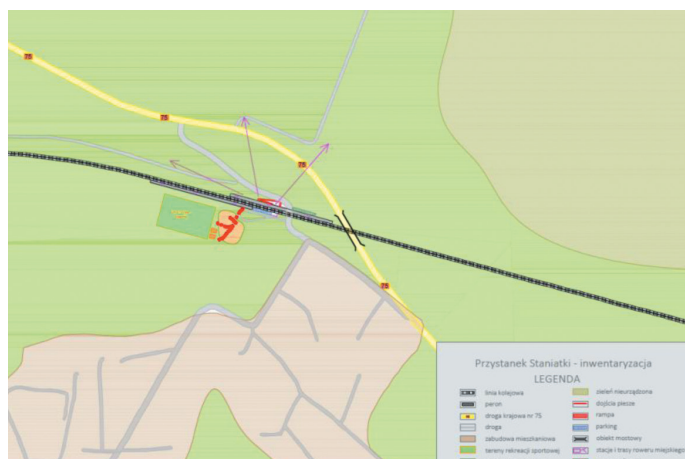 75
75
75
75
Przystanek Staniatki - inwentaryzacja
LEGENDA
linia kolejowa
peron
droga krajowa nr 75
droga
zabudowa mieszkaniowa
tereny rekreacji sportowej
zieleń nieurządzona
dojścia piesze
rampa
parking
obiekt mostowy
stacje i trasy roweru miejskiego